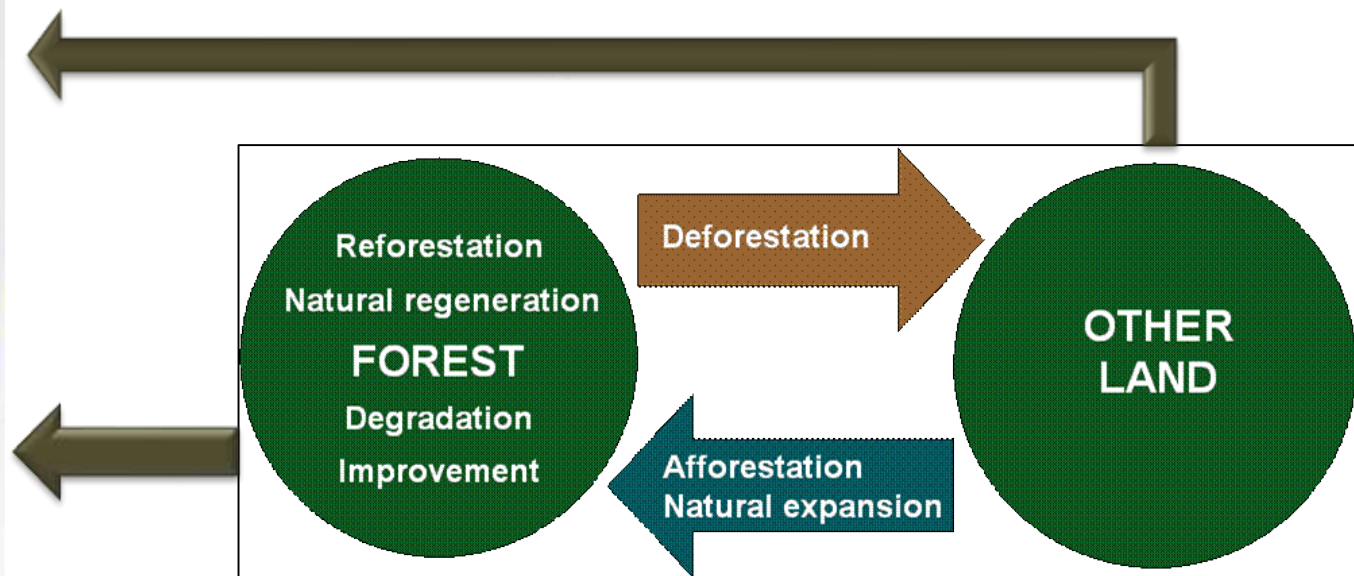 Reforestation
Natural regeneration
FOREST
Degradation
Improvement
Deforestation
Afforestation
Natural expansion
OTHER
LAND